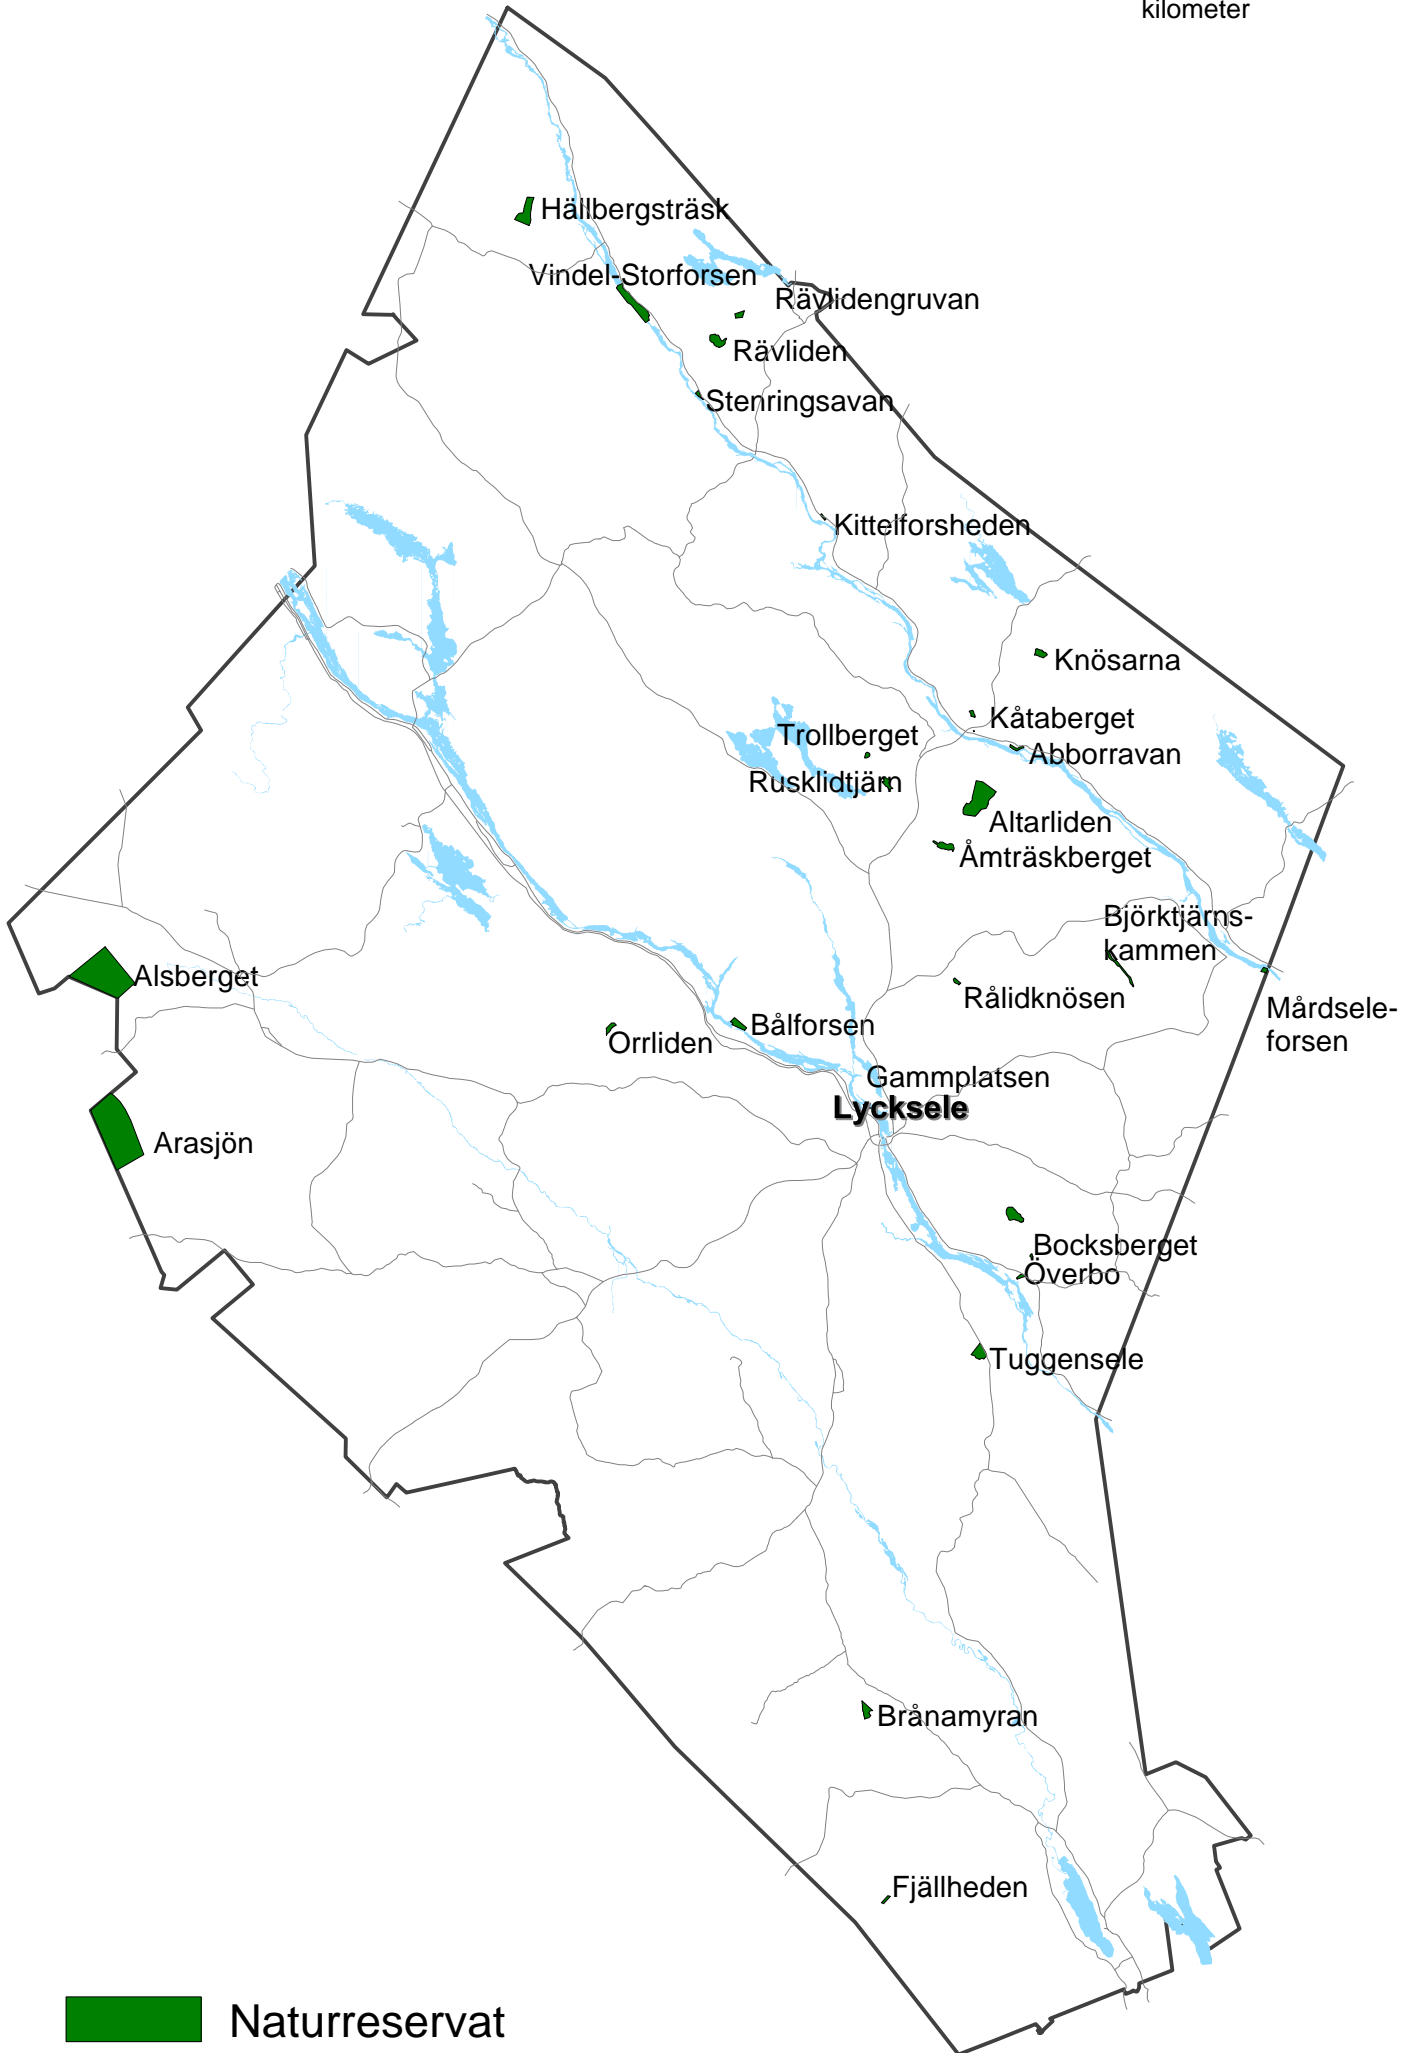 kilometer
Hällbergsträsk
Vindel-Storforsen
Rävlidengruvan
Rävliden
Stenringsavan
Kittelforsheden
Knösarna
Kåtaberget
Trollberget
Abborravan
Rusklidtjärn
Altarliden
Åmträskberget
Björktjärns-
kammen
Alsberget
Rålidknösen
Mårdsele-
forsen
Bålforsen
Orrliden
Gammplatsen
Lycksele
Arasjön
Bocksberget
Överbo
Tuggensele
Brånamyran
Fjällheden
Naturreservat